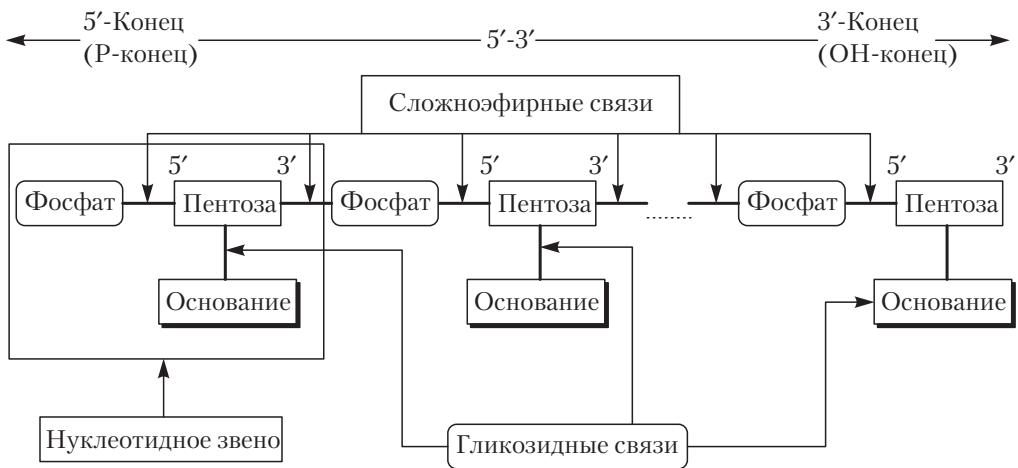 5′-Конец 5′-3′ 3′-Конец
(Р-конец) (ОН-конец)
Сложноэфирные связи
5′ 3′ 5′ 3′ 5′ 3′
Фосфат Пентоза Фосфат Пентоза Фосфат Пентоза
Основание Основание Основание
Нуклеотидное звено Гликозидные связи